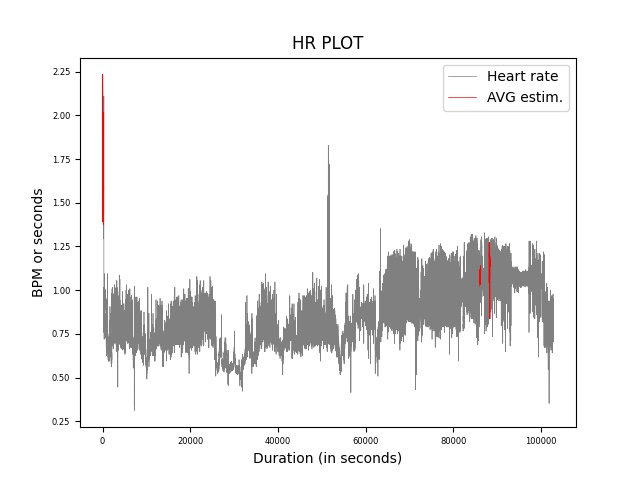 HR PLOT
Heart rate
AVG estim.
BPM or seconds
2.25
2.00
1.75
1.50
1.25
1.00
0.75
0.50
0.25
0 20000 40000 60000 80000 100000
Duration (in seconds)